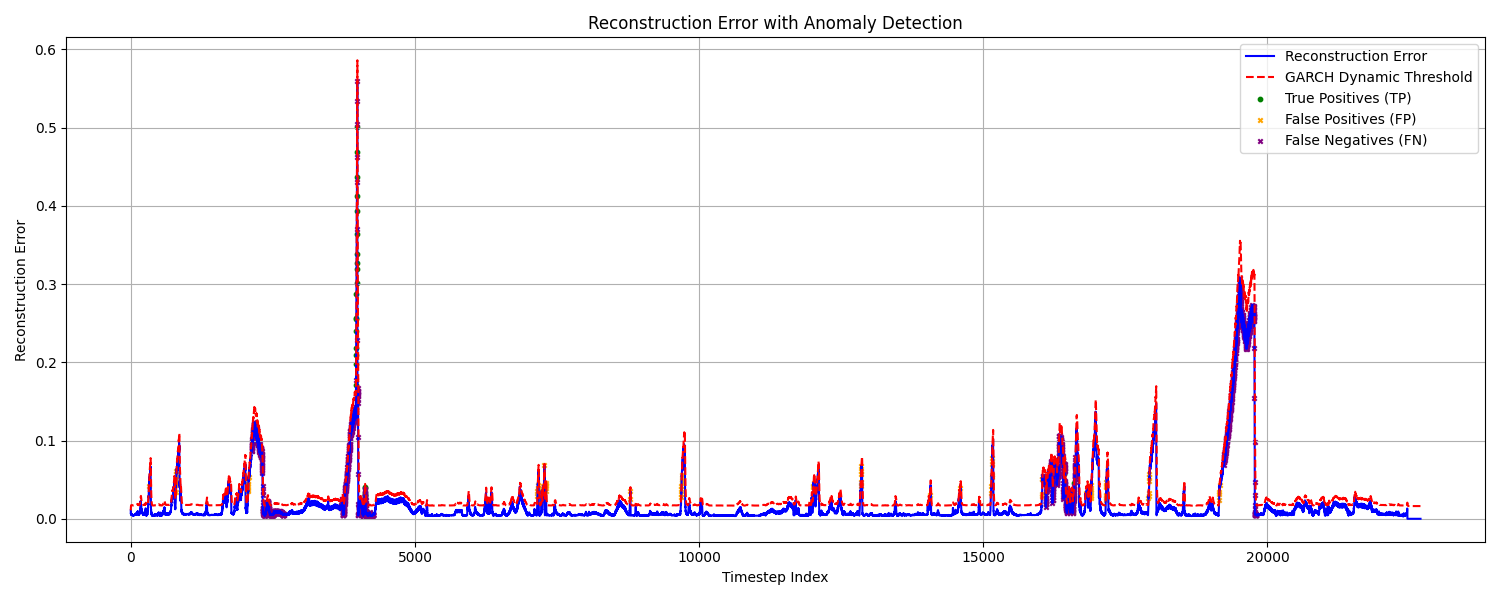 Reconstruction Error with Anomaly Detection
Reconstruction Error
GARCH Dynamic Threshold
True Positives (TP)
False Positives (FP)
False Negatives (FN)
Reconstruction Error
0.6
0.5
0.4
0.3
0.2
0.1
0.0
0 5000 10000 15000 20000
Timestep Index